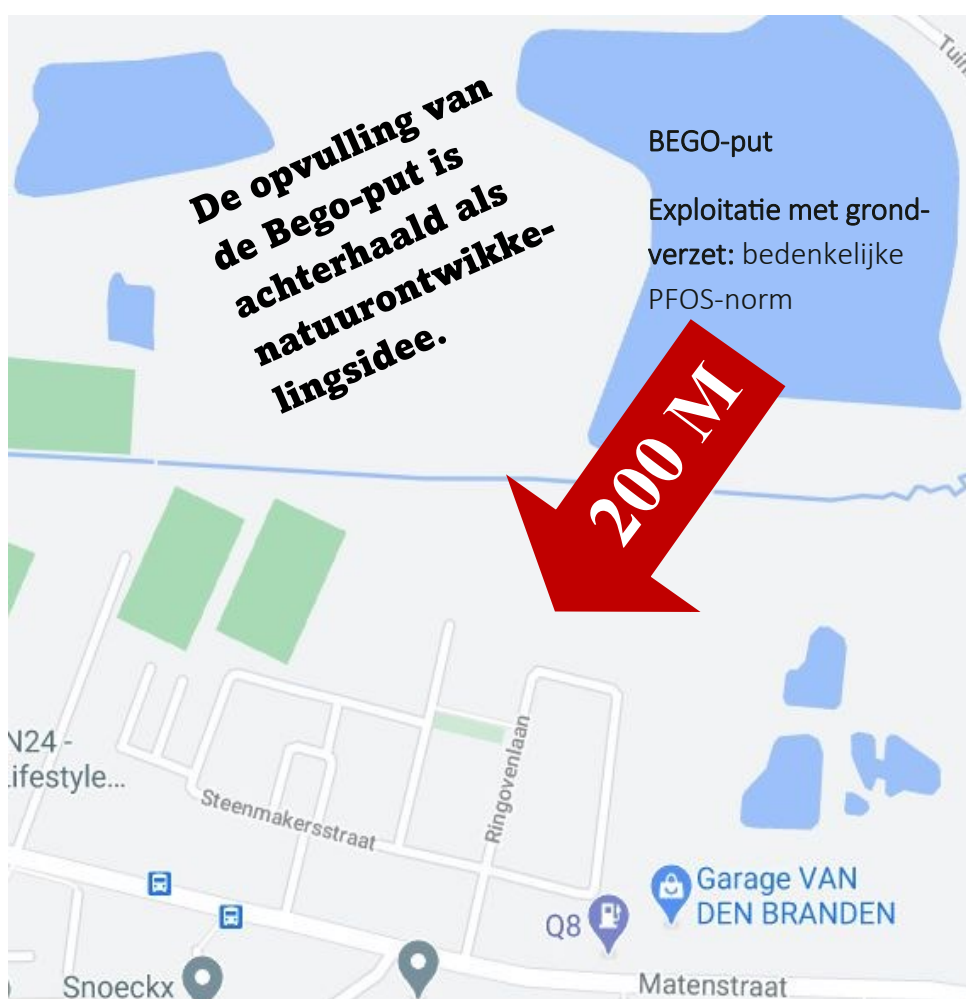 De opvulling van
de Bego-put is
achterhaald als
natuurontwikke-
lingsidee.
BEGO-put
Exploitatie met grond-
verzet: bedenkelijke
PFOS-norm
200 M
N24 -
ifestyle...
Steenmakersstraat
Ringovenlaan
Q8
Garage VAN
DEN BRANDEN
Snoeckx
Matenstraat